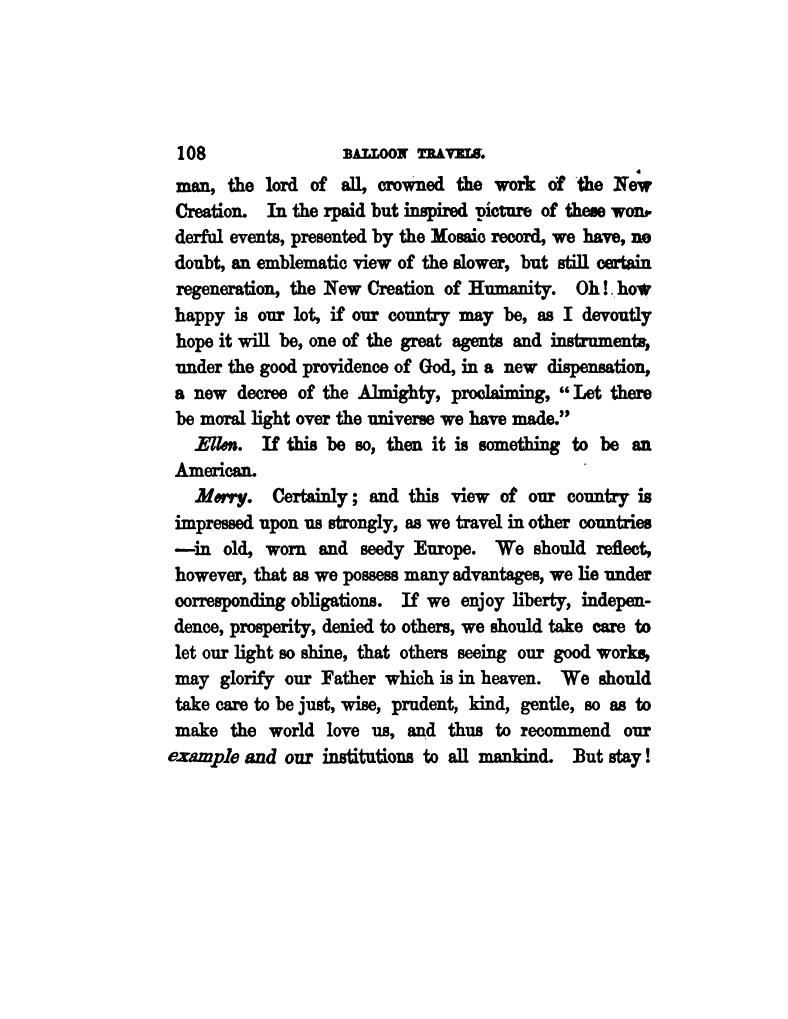 108 BALLOON TRAVELS.
man, the lord of all, crowned the work of the New
Creation. In the rpaid but inspired picture of these won-
derful events, presented by the Mosaic record, we have, no
doubt, an emblematic view of the slower, but still certain
regeneration, the New Creation of Humanity. Oh! how
happy is our lot, if our country may be, as I devoutly
hope it will be, one of the great agents and instruments,
under the good providence of God, in a new dispensation,
a new decree of the Almighty, proclaiming, “Let there
be moral light over the universe we have made.”
Ellen. If this be so, then it is something to be an
American.
Merry. Certainly; and this view of our country is
impressed upon us strongly, as we travel in other countries
—in old, worn and seedy Europe. We should reflect,
however, that as we possess many advantages, we lie under
corresponding obligations. If we enjoy liberty, indepen-
dence, prosperity, denied to others, we should take care to
let our light so shine, that others seeing our good works,
may glorify our Father which is in heaven. We should
take care to be just, wise, prudent, kind, gentle, so as to
make the world love us, and thus to recommend our
example and our institutions to all mankind. But stay!